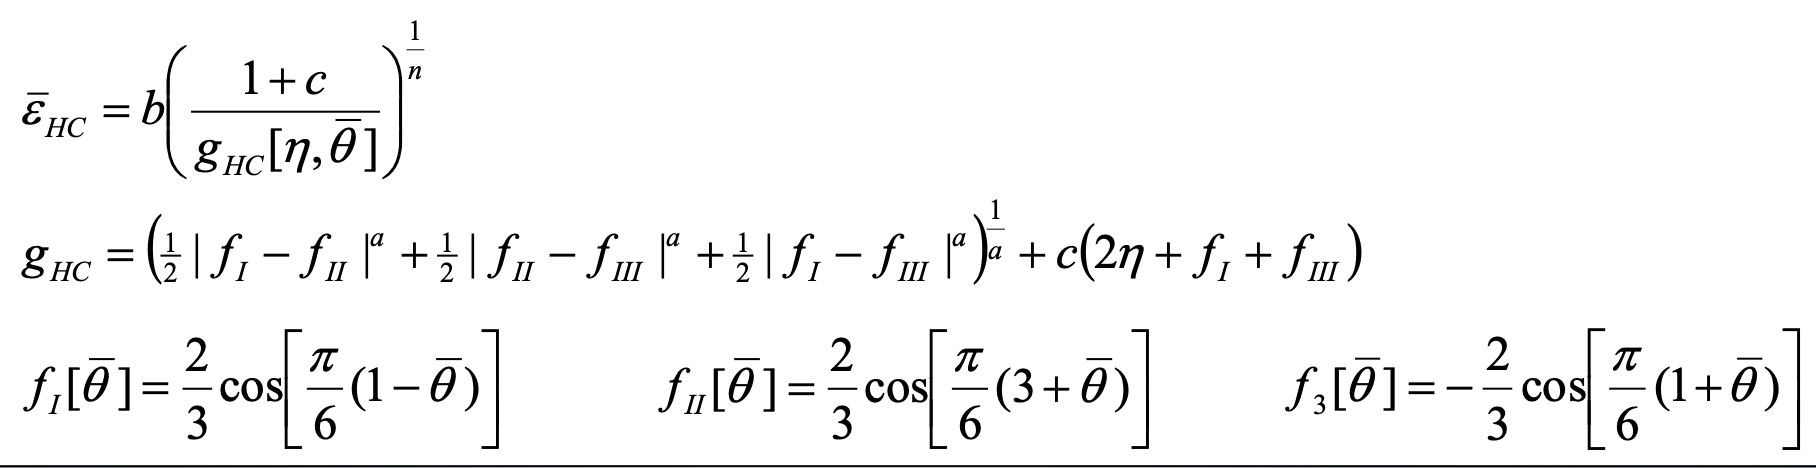 ε̄_HC = b((1+c)/(g_HC[η,θ̄]))^(1/n)
g_HC = (½|f_I − f_II|^a + ½|f_II − f_III|^a + ½|f_I − f_III|^a)^(1/a) + c(2η + f_I + f_III)
f_I[θ̄] = (2/3)cos[(π/6)(1−θ̄)] f_II[θ̄] = (2/3)cos[(π/6)(3+θ̄)] f_3[θ̄] = −(2/3)cos[(π/6)(1+θ̄)]